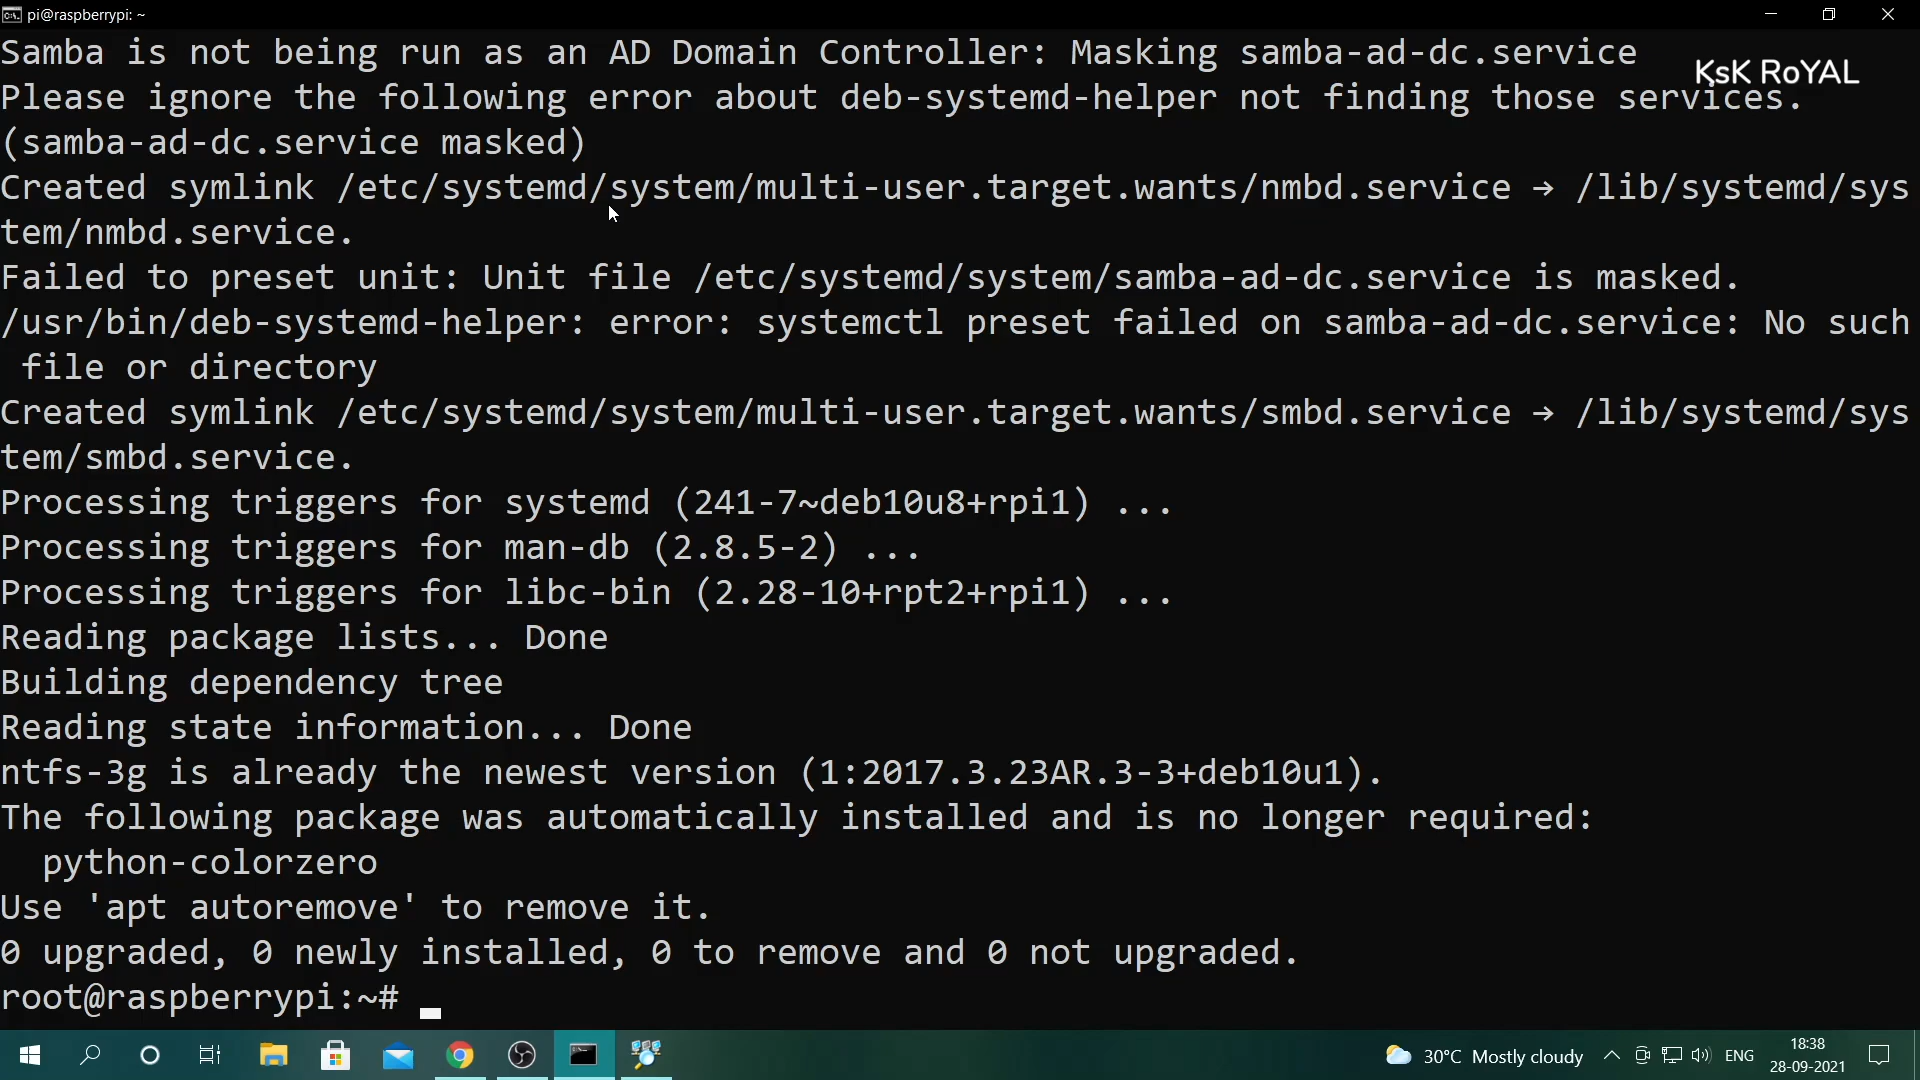 pi@raspberrypi: ~
Samba is not being run as an AD Domain Controller: Masking samba-ad-dc.service
KsK RoYAL
Please ignore the following error about deb-systemd-helper not finding those services.
(samba-ad-dc.service masked)
Created symlink /etc/systemd/system/multi-user.target.wants/nmbd.service → /lib/systemd/sys
tem/nmbd.service.
Failed to preset unit: Unit file /etc/systemd/system/samba-ad-dc.service is masked.
/usr/bin/deb-systemd-helper: error: systemctl preset failed on samba-ad-dc.service: No such
 file or directory
Created symlink /etc/systemd/system/multi-user.target.wants/smbd.service → /lib/systemd/sys
tem/smbd.service.
Processing triggers for systemd (241-7~deb10u8+rpi1) ...
Processing triggers for man-db (2.8.5-2) ...
Processing triggers for libc-bin (2.28-10+rpt2+rpi1) ...
Reading package lists... Done
Building dependency tree
Reading state information... Done
ntfs-3g is already the newest version (1:2017.3.23AR.3-3+deb10u1).
The following package was automatically installed and is no longer required:
  python-colorzero
Use 'apt autoremove' to remove it.
0 upgraded, 0 newly installed, 0 to remove and 0 not upgraded.
root@raspberrypi:~#
30°C Mostly cloudy
ENG
18:38
28-09-2021